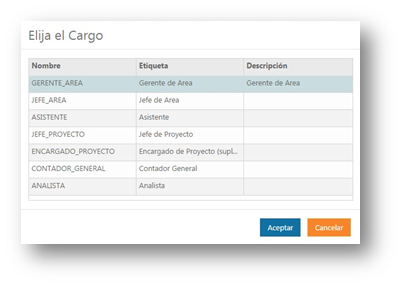 Elija el Cargo
Nombre Etiqueta Descripción
GERENTE_AREA Gerente de Area Gerente de Area
JEFE_AREA Jefe de Area
ASISTENTE Asistente
JEFE_PROYECTO Jefe de Proyecto
ENCARGADO_PROYECTO Encargado de Proyecto (supl...
CONTADOR_GENERAL Contador General
ANALISTA Analista
Aceptar Cancelar